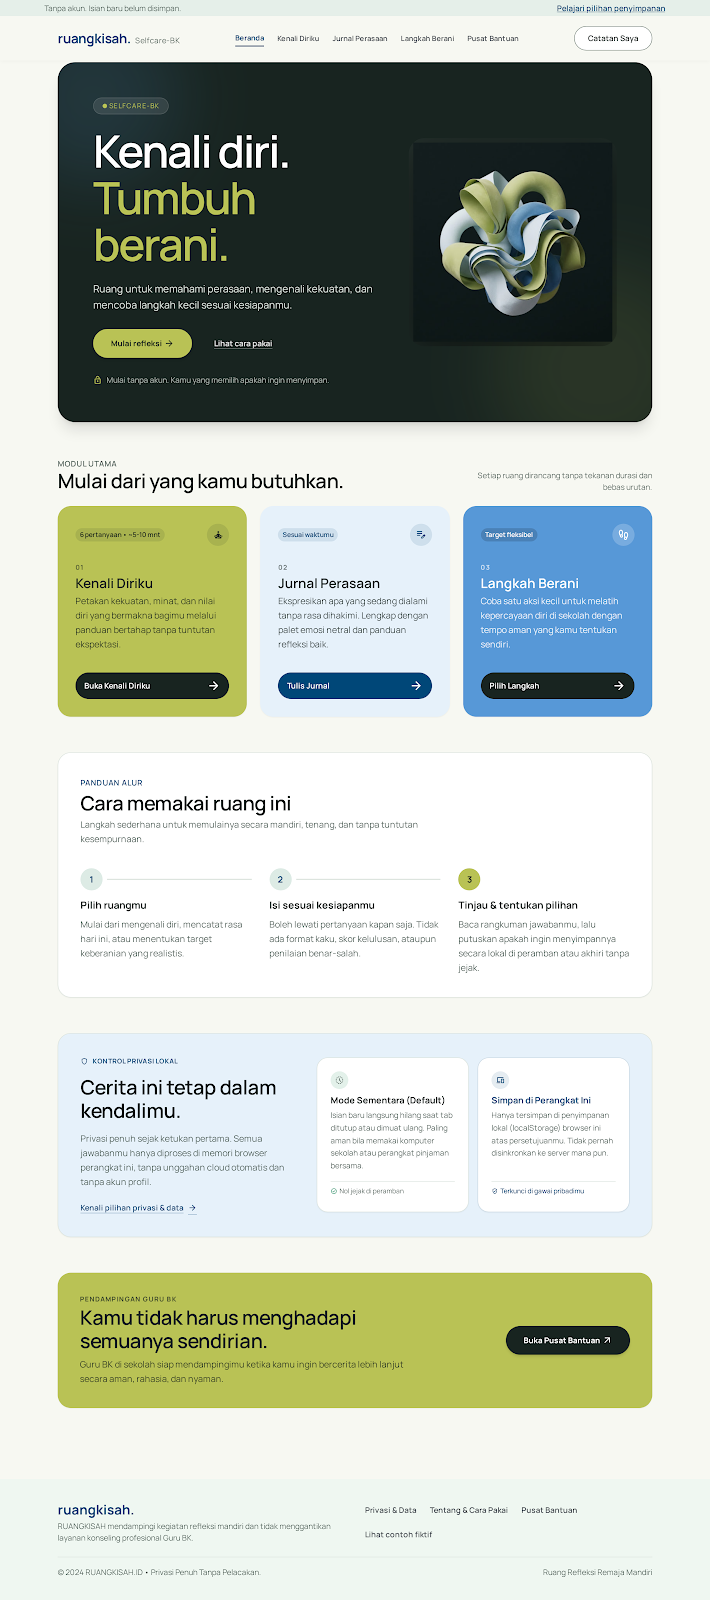 Tanpa akun. Isian baru belum disimpan.
Pelajari pilihan penyimpanan
ruangkisah. Selfcare-BK
Beranda
Kenali Diriku
Jurnal Perasaan
Langkah Berani
Pusat Bantuan
Catatan Saya
SELFCARE-BK
Kenali diri.
Tumbuh
berani.
Ruang untuk memahami perasaan, mengenali kekuatan, dan
mencoba langkah kecil sesuai kesiapanmu.
Mulai refleksi →
Lihat cara pakai
Mulai tanpa akun. Kamu yang memilih apakah ingin menyimpan.
MODUL UTAMA
Mulai dari yang kamu butuhkan.
Setiap ruang dirancang tanpa tekanan durasi dan
bebas urutan.
6 pertanyaan • ~5-10 mnt
01
Kenali Diriku
Petakan kekuatan, minat, dan nilai
diri yang bermakna bagimu melalui
panduan bertahap tanpa tuntutan
ekspektasi.
Buka Kenali Diriku →
Sesuai waktumu
02
Jurnal Perasaan
Ekspresikan apa yang sedang dialami
tanpa rasa dihakimi. Lengkap dengan
palet emosi netral dan panduan
refleksi baik.
Tulis Jurnal →
Target fleksibel
03
Langkah Berani
Coba satu aksi kecil untuk melatih
kepercayaan diri di sekolah dengan
tempo aman yang kamu tentukan
sendiri.
Pilih Langkah →
PANDUAN ALUR
Cara memakai ruang ini
Langkah sederhana untuk memulainya secara mandiri, tenang, dan tanpa tuntutan
kesempurnaan.
1
Pilih ruangmu
Mulai dari mengenali diri, mencatat rasa
hari ini, atau menentukan target
keberanian yang realistis.
2
Isi sesuai kesiapanmu
Boleh lewati pertanyaan kapan saja. Tidak
ada format kaku, skor kelulusan, ataupun
penilaian benar-salah.
3
Tinjau & tentukan pilihan
Baca rangkuman jawabanmu, lalu
putuskan apakah ingin menyimpannya
secara lokal di peramban atau akhiri tanpa
jejak.
KONTROL PRIVASI LOKAL
Cerita ini tetap dalam
kendalimu.
Privasi penuh sejak ketukan pertama. Semua
jawabanmu hanya diproses di memori browser
perangkat ini, tanpa unggahan cloud otomatis dan
tanpa akun profil.
Kenali pilihan privasi & data →
Mode Sementara (Default)
Isian baru langsung hilang saat tab
ditutup atau dimuat ulang. Paling
aman bila memakai komputer
sekolah atau perangkat pinjaman
bersama.
Nol jejak di peramban
Simpan di Perangkat Ini
Hanya tersimpan di penyimpanan
lokal (localStorage) browser ini
atas persetujuanmu. Tidak pernah
disinkronkan ke server mana pun.
Terkunci di gawai pribadimu
PENDAMPINGAN GURU BK
Kamu tidak harus menghadapi
semuanya sendirian.
Guru BK di sekolah siap mendampingimu ketika kamu ingin bercerita lebih lanjut
secara aman, rahasia, dan nyaman.
Buka Pusat Bantuan ↗
ruangkisah.
RUANGKISAH mendampingi kegiatan refleksi mandiri dan tidak menggantikan
layanan konseling profesional Guru BK.
Privasi & Data
Tentang & Cara Pakai
Pusat Bantuan
Lihat contoh fiktif
© 2024 RUANGKISAH.ID • Privasi Penuh Tanpa Pelacakan.
Ruang Refleksi Remaja Mandiri